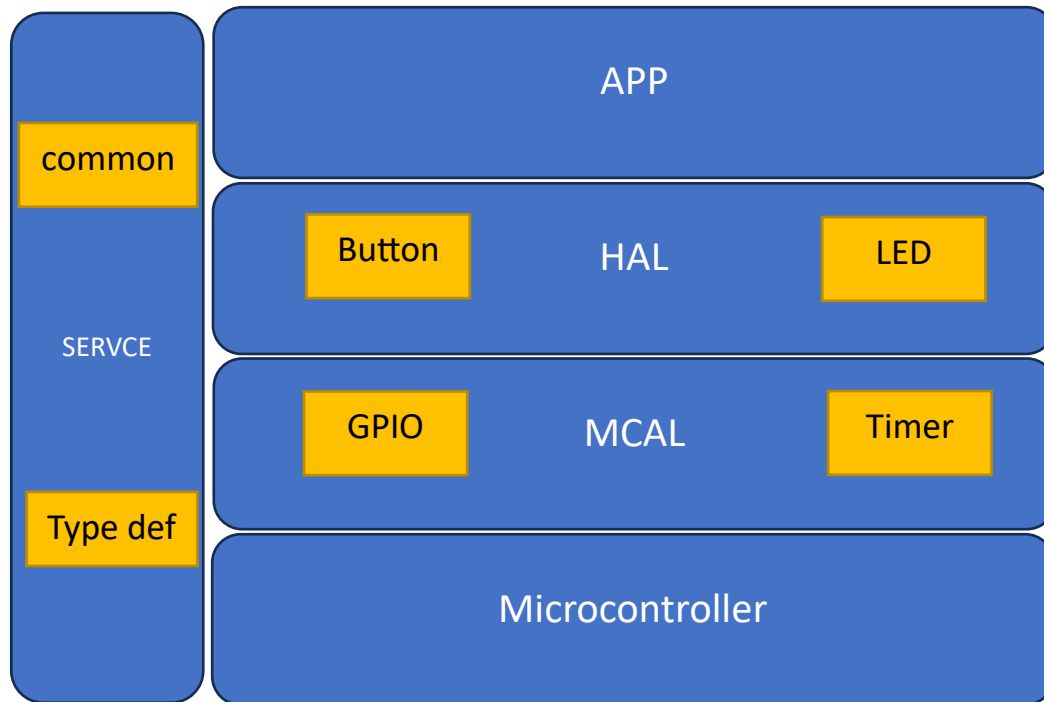 APP
common
Button
HAL
LED
SERVCE
GPIO
MCAL
Timer
Type def
Microcontroller